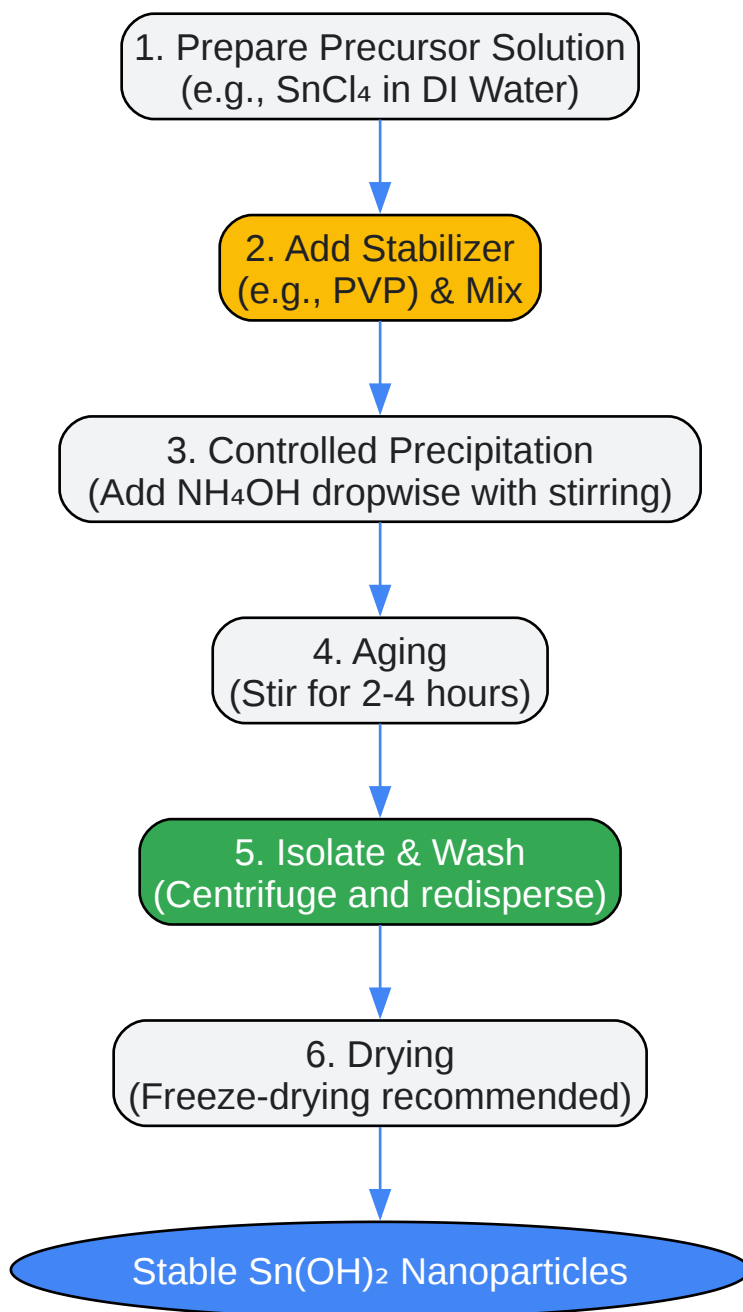 1. Prepare Precursor Solution
(e.g., SnCl₄ in DI Water)
2. Add Stabilizer
(e.g., PVP) & Mix
3. Controlled Precipitation
(Add NH₄OH dropwise with stirring)
4. Aging
(Stir for 2-4 hours)
5. Isolate & Wash
(Centrifuge and redisperse)
6. Drying
(Freeze-drying recommended)
Stable Sn(OH)₂ Nanoparticles